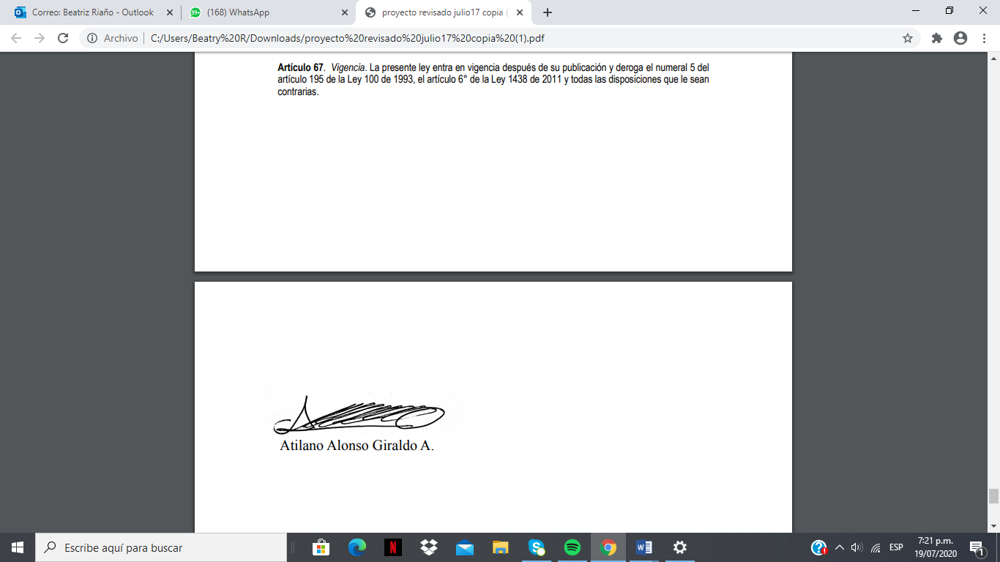 Correo: Beatriz Riaño - Outlook
99+
(168) WhatsApp
proyecto revisado julio17 copia (
Archivo
C:/Users/Beatry%20R/Downloads/proyecto%20revisado%20julio17%20copia%20(1).pdf
Artículo 67. Vigencia. La presente ley entra en vigencia después de su publicación y deroga el numeral 5 del
artículo 195 de la Ley 100 de 1993, el artículo 6° de la Ley 1438 de 2011 y todas las disposiciones que le sean
contrarias.
Atilano Alonso Giraldo A.
Escribe aquí para buscar
ESP
7:21 p.m.
19/07/2020
1